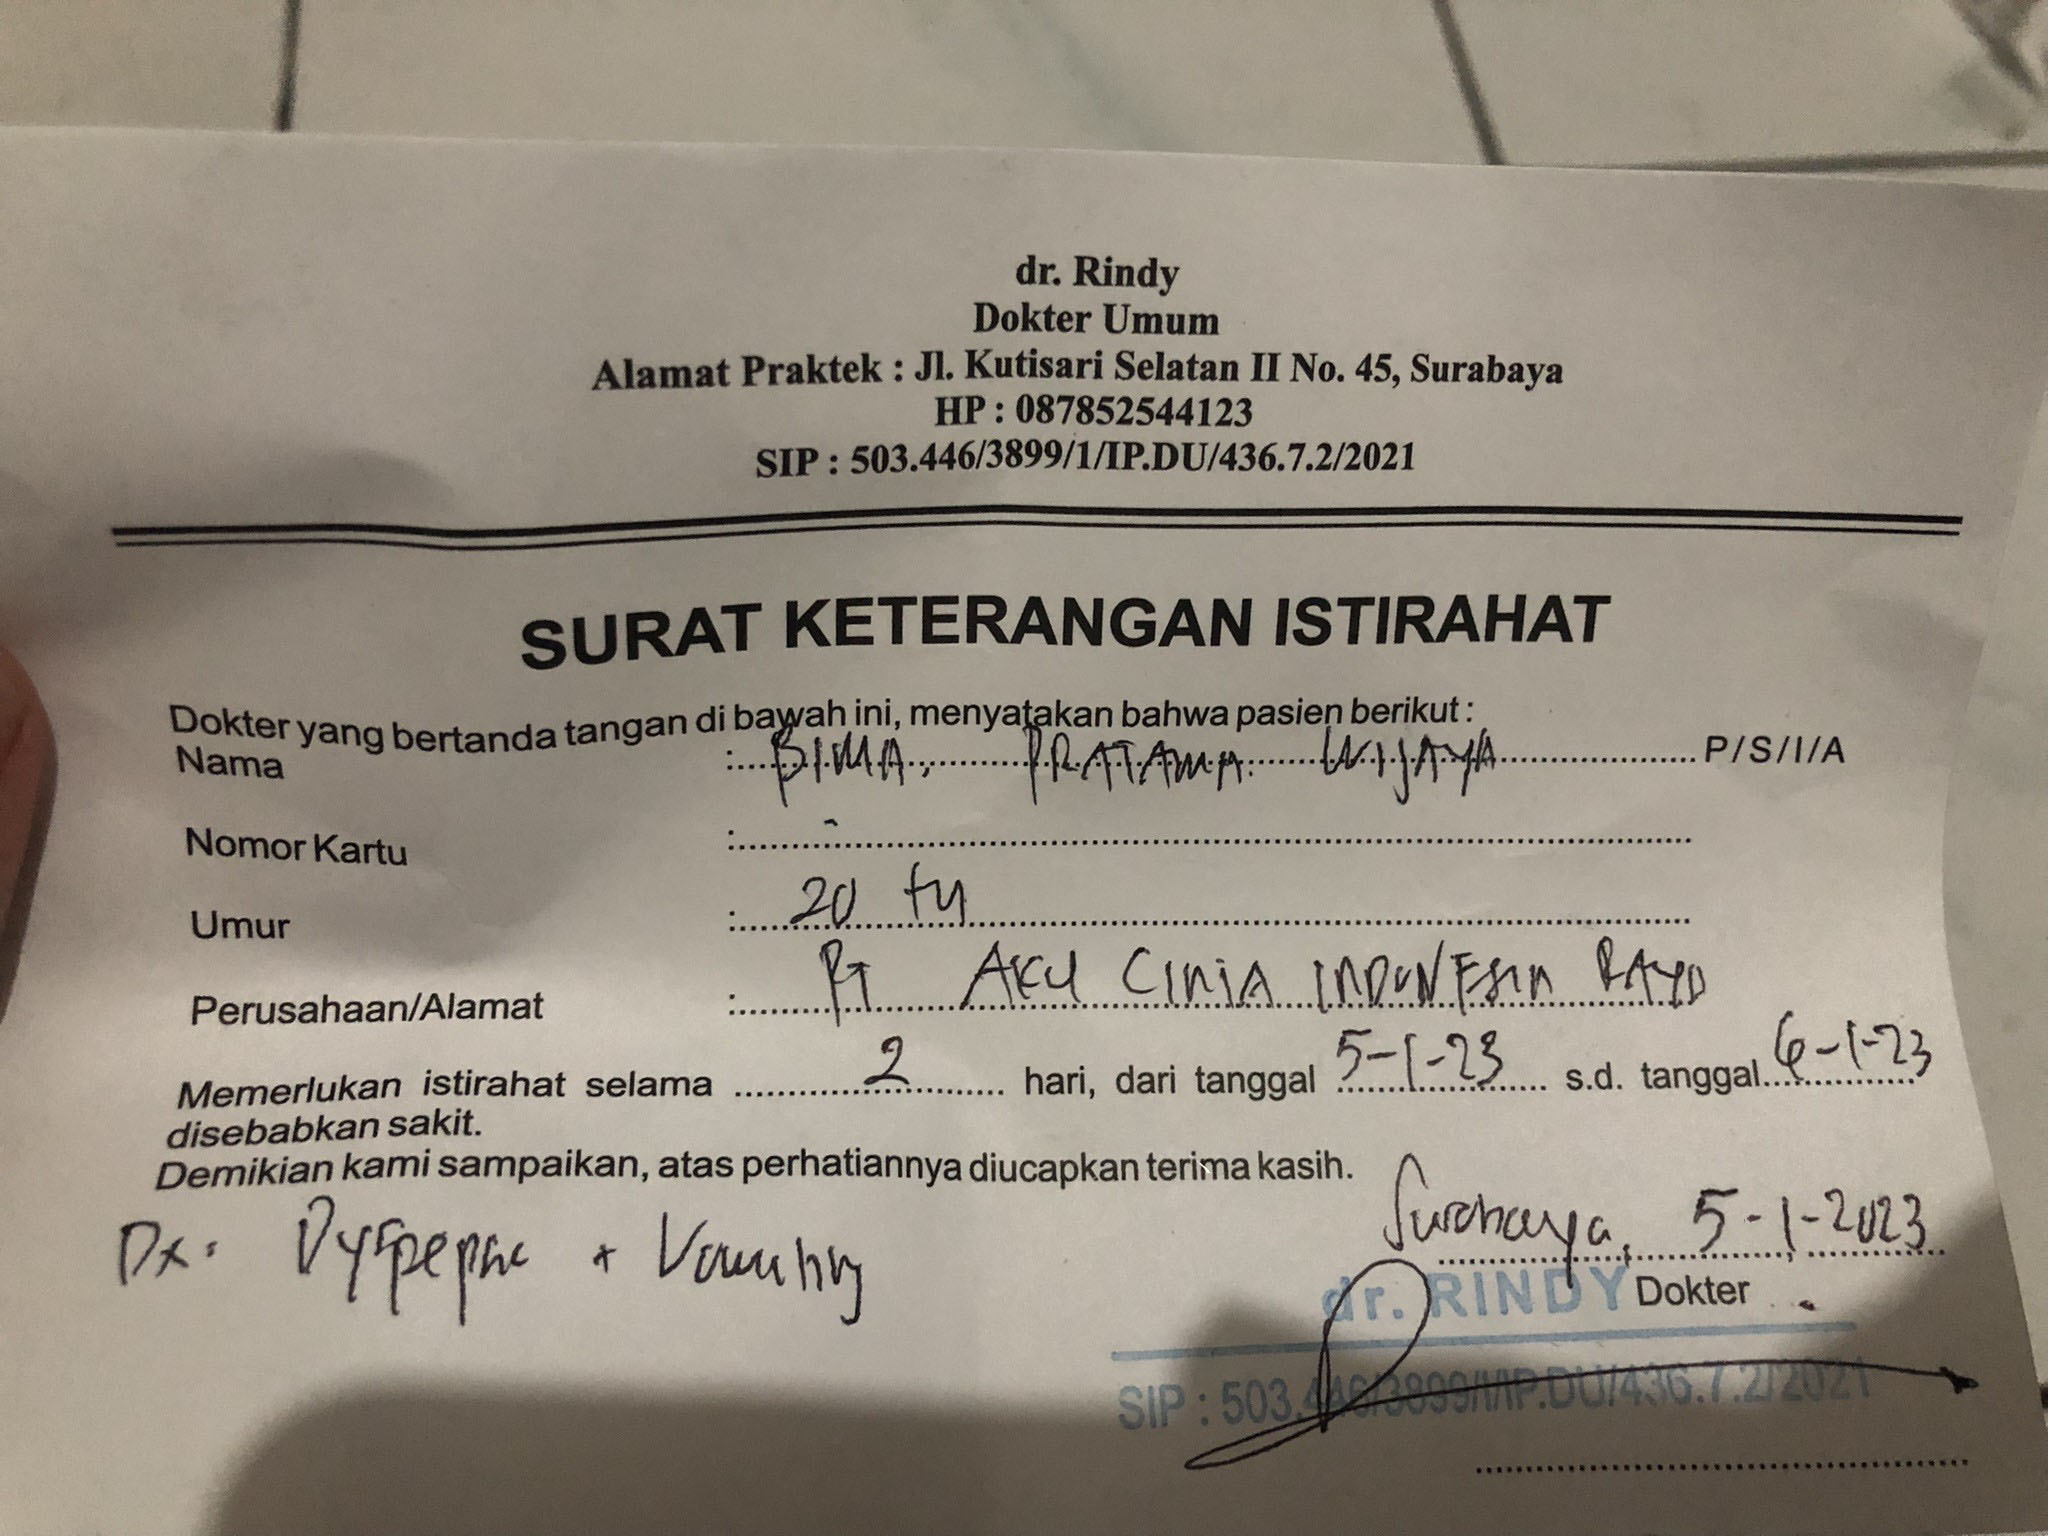 dr. Rindy
Dokter Umum
Alamat Praktek : Jl. Kutisari Selatan II No. 45, Surabaya
HP : 087852544123
SIP : 503.446/3899/1/IP.DU/436.7.2/2021
SURAT KETERANGAN ISTIRAHAT
Dokter yang bertanda tangan di bawah ini, menyatakan bahwa pasien berikut :
Nama : BIMA PRATAMA WIJAYA P/S/I/A
Nomor Kartu : -
Umur : 20 th
Perusahaan/Alamat : PT AKU CINTA INDONESIA RAYA
Memerlukan istirahat selama 2 hari, dari tanggal 5-1-23 s.d. tanggal 6-1-23
disebabkan sakit.
Demikian kami sampaikan, atas perhatiannya diucapkan terima kasih.
Surabaya, 5-1-2023
Dx: Dyspepsia + Vomiting
dr. RINDY Dokter
SIP : 503.446/3899/I/IP.DU/436.7.2/2021